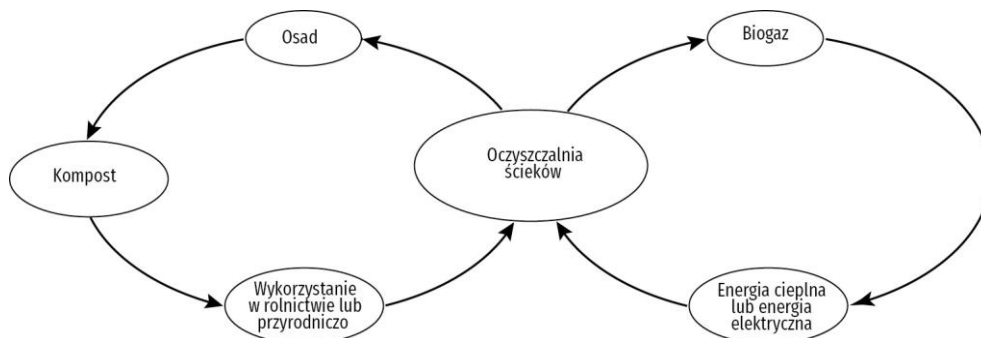 Osad
Biogaz
Oczyszczalnia
ścieków
Kompost
Wykorzystanie
w rolnictwie lub
przyrodniczo
Energia cieplna
lub energia
elektryczna